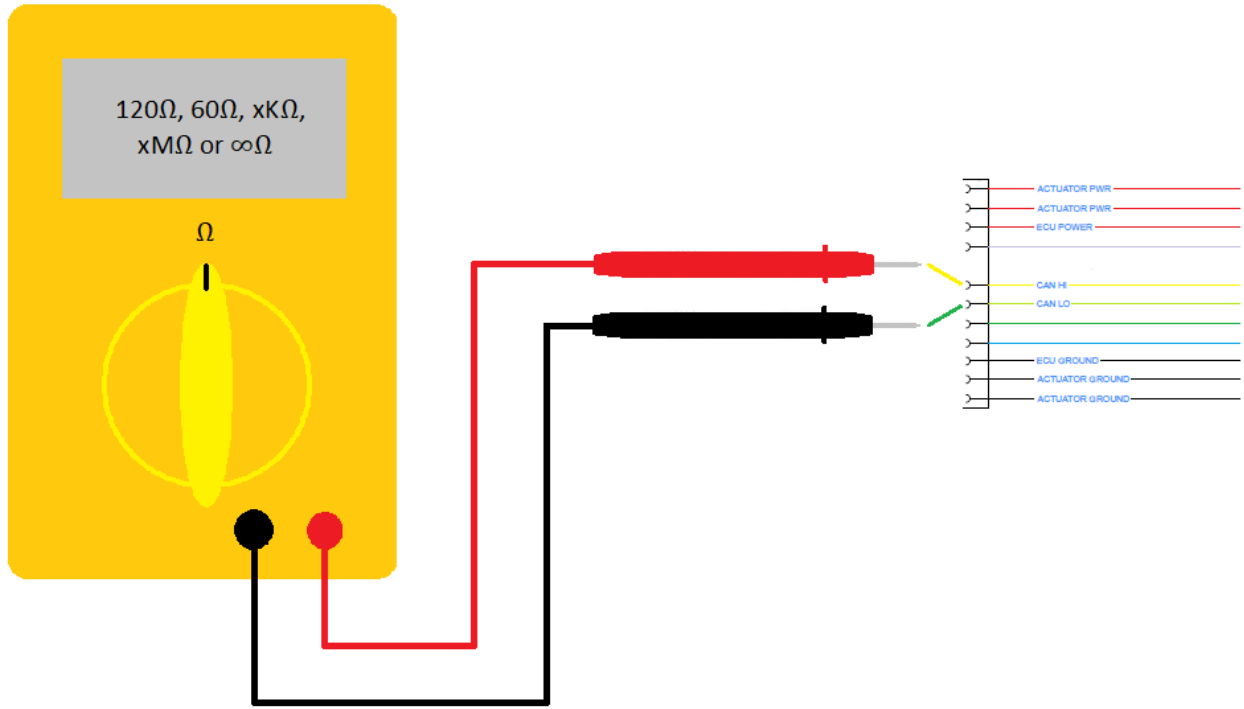 120Ω, 60Ω, xKΩ,
xMΩ or ∞Ω
Ω
ACTUATOR PWR
ACTUATOR PWR
ECU POWER
CAN HI
CAN LO
ECU GROUND
ACTUATOR GROUND
ACTUATOR GROUND